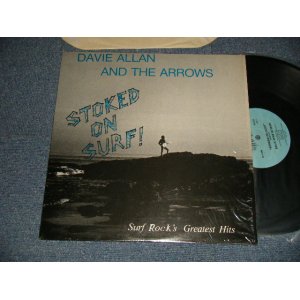 DAVIE ALLAN
AND THE ARROWS
STOKED
ON
SURF!
Surf Rock's Greatest Hits